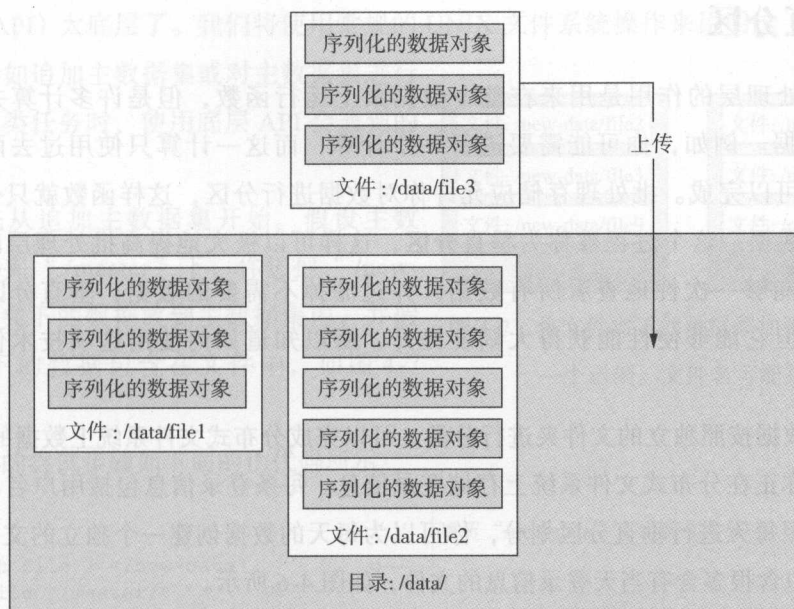 序列化的数据对象
序列化的数据对象
序列化的数据对象
文件 : /data/file3
上传
序列化的数据对象
序列化的数据对象
序列化的数据对象
文件 : /data/file1
序列化的数据对象
序列化的数据对象
序列化的数据对象
序列化的数据对象
序列化的数据对象
文件 : /data/file2
目录: /data/